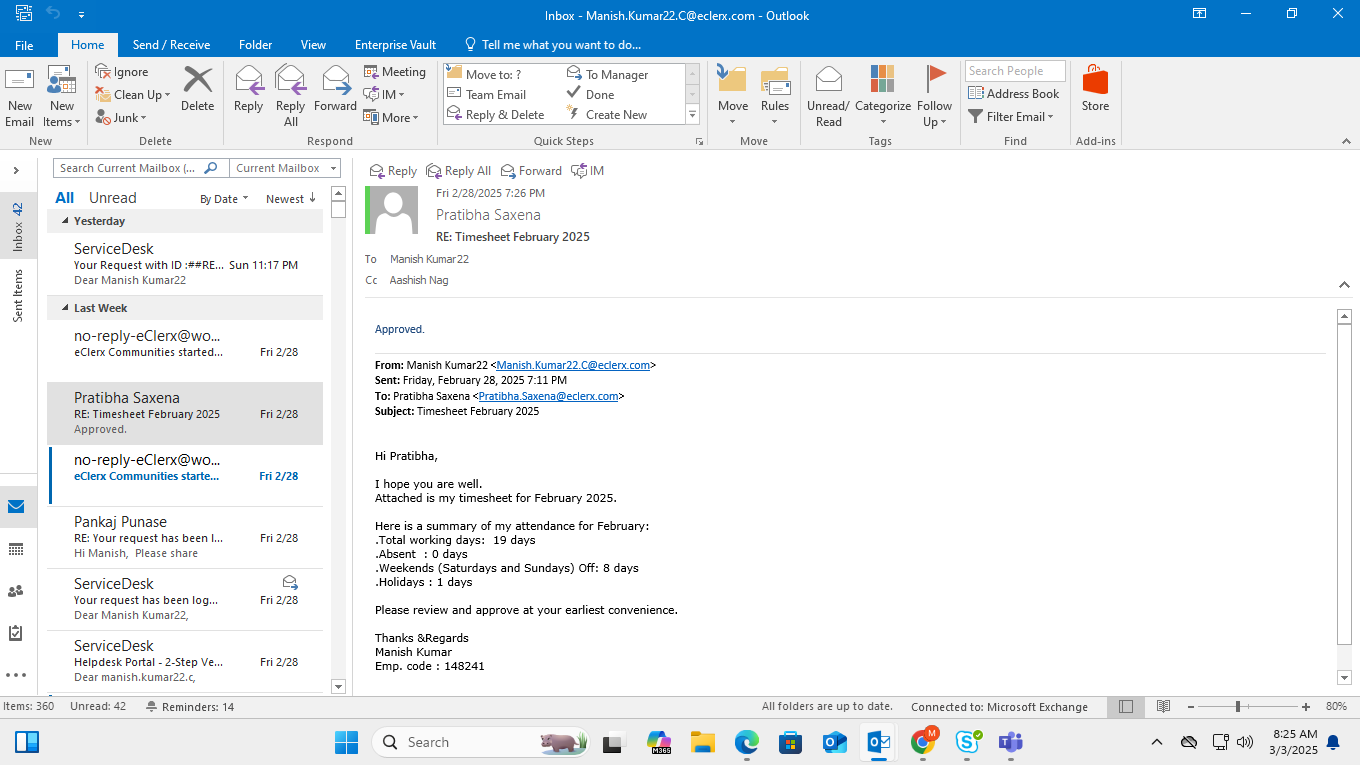 Inbox - Manish.Kumar22.C@eclerx.com - Outlook
File Home Send / Receive Folder View Enterprise Vault Tell me what you want to do...
New Email
New Items
New
Ignore
Clean Up
Junk
Delete
Delete
Reply
Reply All
Forward
Meeting
IM
More
Respond
Move to: ?
Team Email
Reply & Delete
To Manager
Done
Create New
Quick Steps
Move
Rules
Move
Unread/ Read
Categorize
Follow Up
Tags
Search People
Address Book
Filter Email
Find
Store
Add-ins
Inbox 42
Sent Items
Search Current Mailbox (... Current Mailbox
All Unread By Date Newest
Yesterday
ServiceDesk
Your Request with ID :##RE... Sun 11:17 PM
Dear Manish Kumar22
Last Week
no-reply-eClerx@wo...
eClerx Communities started... Fri 2/28
Pratibha Saxena
RE: Timesheet February 2025 Fri 2/28
Approved.
no-reply-eClerx@wo...
eClerx Communities starte... Fri 2/28
Pankaj Punase
RE: Your request has been l... Fri 2/28
Hi Manish, Please share
ServiceDesk
Your request has been log... Fri 2/28
Dear Manish Kumar22,
ServiceDesk
Helpdesk Portal - 2-Step Ve... Fri 2/28
Dear manish.kumar22.c,
Reply Reply All Forward IM
Fri 2/28/2025 7:26 PM
Pratibha Saxena
RE: Timesheet February 2025
To Manish Kumar22
Cc Aashish Nag
Approved.
From: Manish Kumar22 <Manish.Kumar22.C@eclerx.com>
Sent: Friday, February 28, 2025 7:11 PM
To: Pratibha Saxena <Pratibha.Saxena@eclerx.com>
Subject: Timesheet February 2025
Hi Pratibha,
I hope you are well.
Attached is my timesheet for February 2025.
Here is a summary of my attendance for February:
.Total working days: 19 days
.Absent : 0 days
.Weekends (Saturdays and Sundays) Off: 8 days
.Holidays : 1 days
Please review and approve at your earliest convenience.
Thanks &Regards
Manish Kumar
Emp. code : 148241
Items: 360 Unread: 42 Reminders: 14 All folders are up to date. Connected to: Microsoft Exchange 80%
Search
M365
M
8:25 AM
3/3/2025